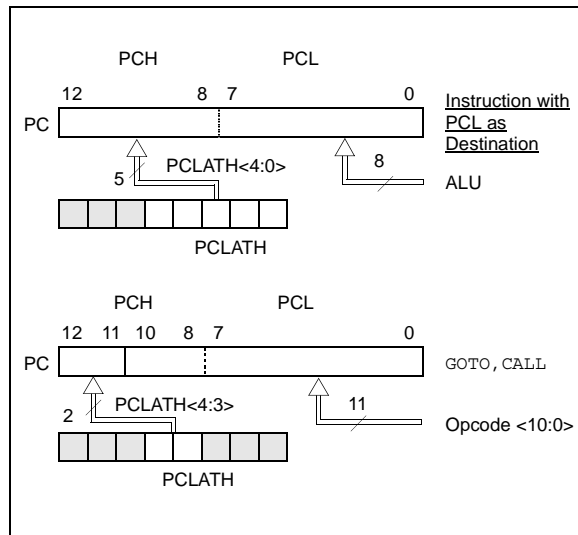 PCH PCL
12 8 7 0
PC
Instruction with
PCL as
Destination
5 PCLATH<4:0> 8
ALU
PCLATH
PCH PCL
12 11 10 8 7 0
PC GOTO, CALL
2 PCLATH<4:3> 11
Opcode <10:0>
PCLATH